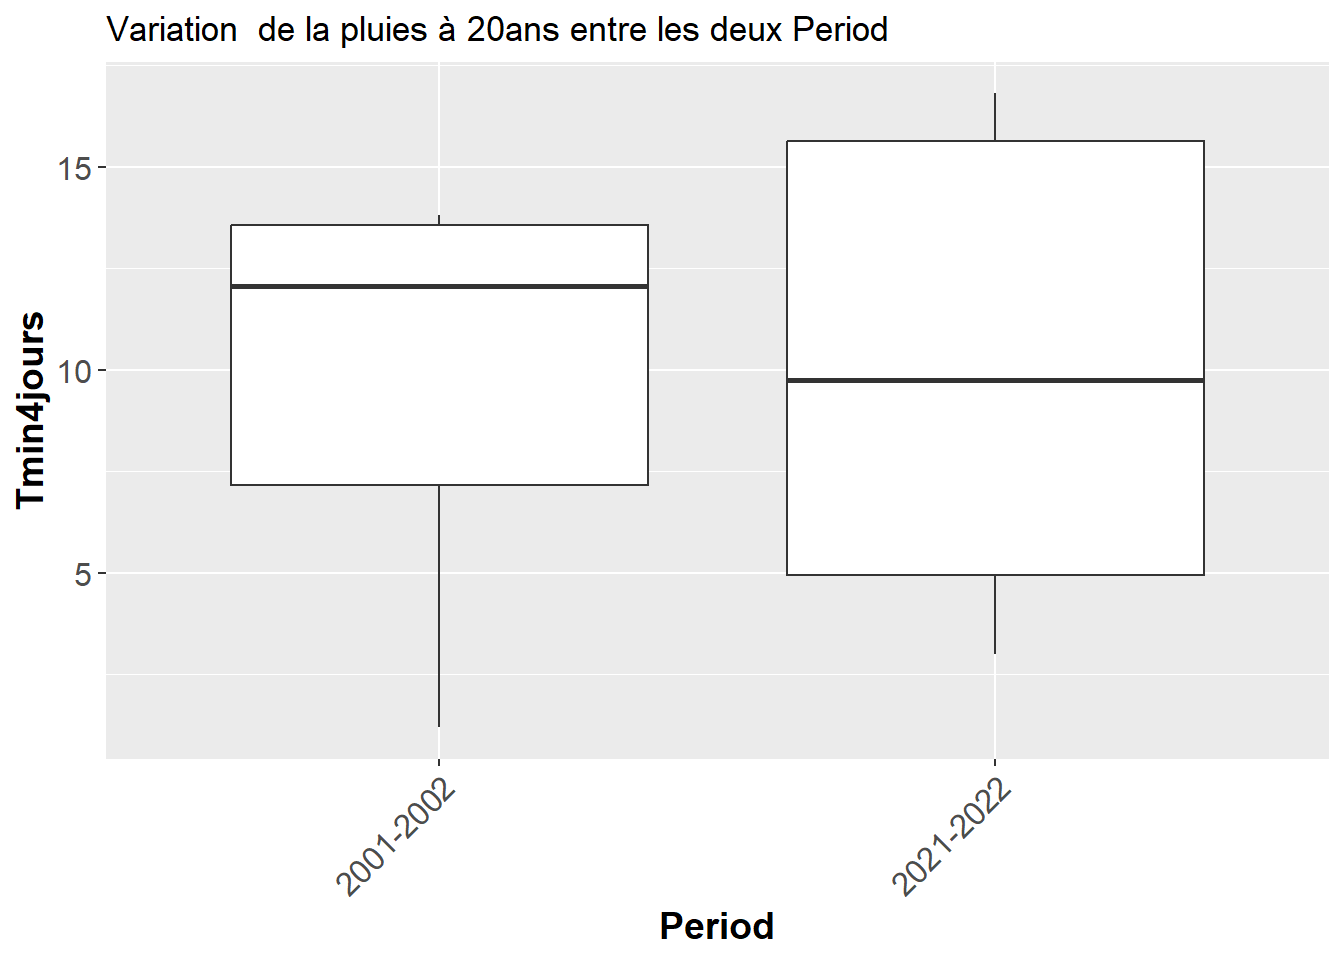 Variation  de la pluies à 20ans entre les deux Period
15
10
5
Tmin4jours
2001-2002
2021-2022
Period